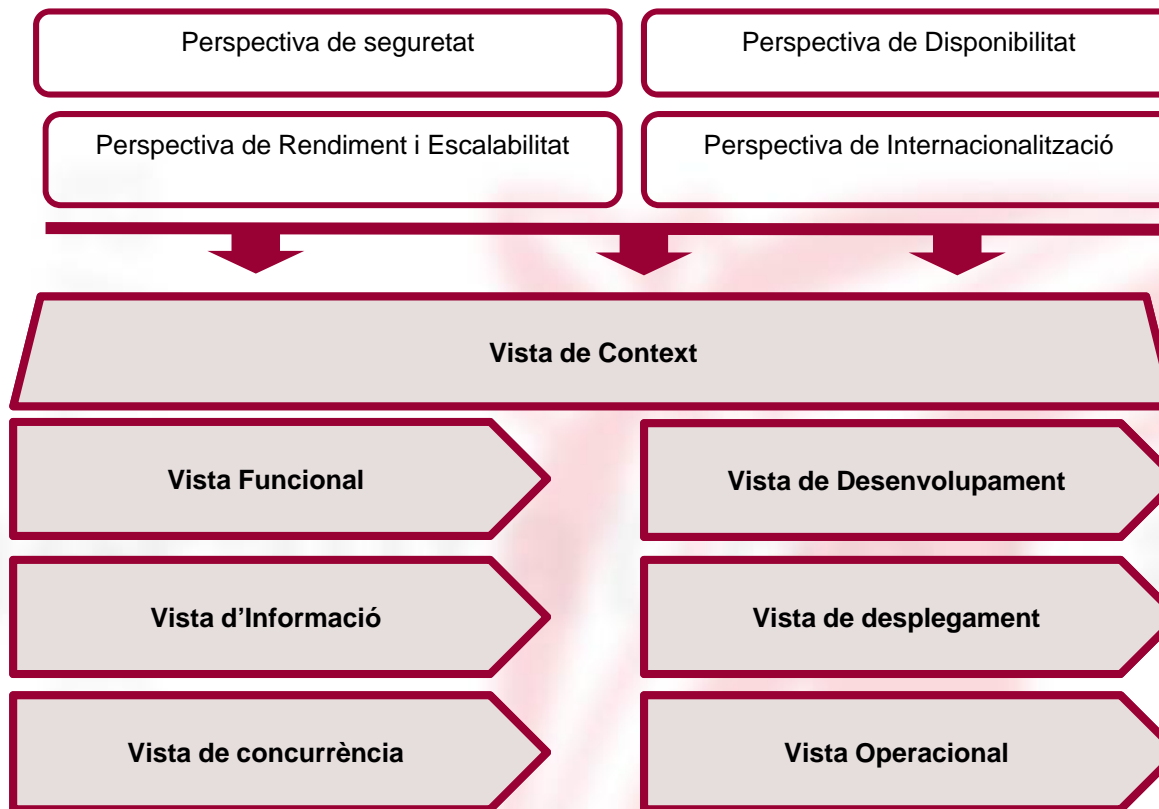 Perspectiva de seguretat
Perspectiva de Disponibilitat
Perspectiva de Rendiment i Escalabilitat
Perspectiva de Internacionalització
Vista de Context
Vista Funcional
Vista de Desenvolupament
Vista d’Informació
Vista de desplegament
Vista de concurrència
Vista Operacional